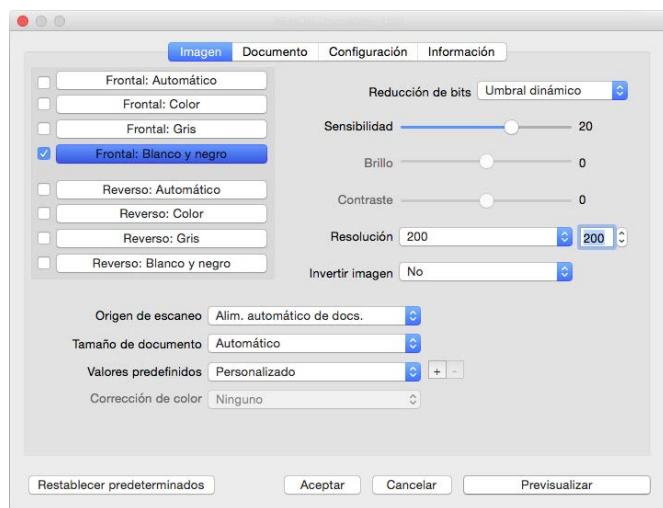 Imagen Documento Configuración Información
Frontal: Automático
Frontal: Color
Frontal: Gris
Frontal: Blanco y negro
Reverso: Automático
Reverso: Color
Reverso: Gris
Reverso: Blanco y negro
Reducción de bits Umbral dinámico
Sensibilidad 20
Brillo 0
Contraste 0
Resolución 200 200
Invertir imagen No
Origen de escaneo Alim. automático de docs.
Tamaño de documento Automático
Valores predefinidos Personalizado + -
Corrección de color Ninguno
Restablecer predeterminados Aceptar Cancelar Previsualizar